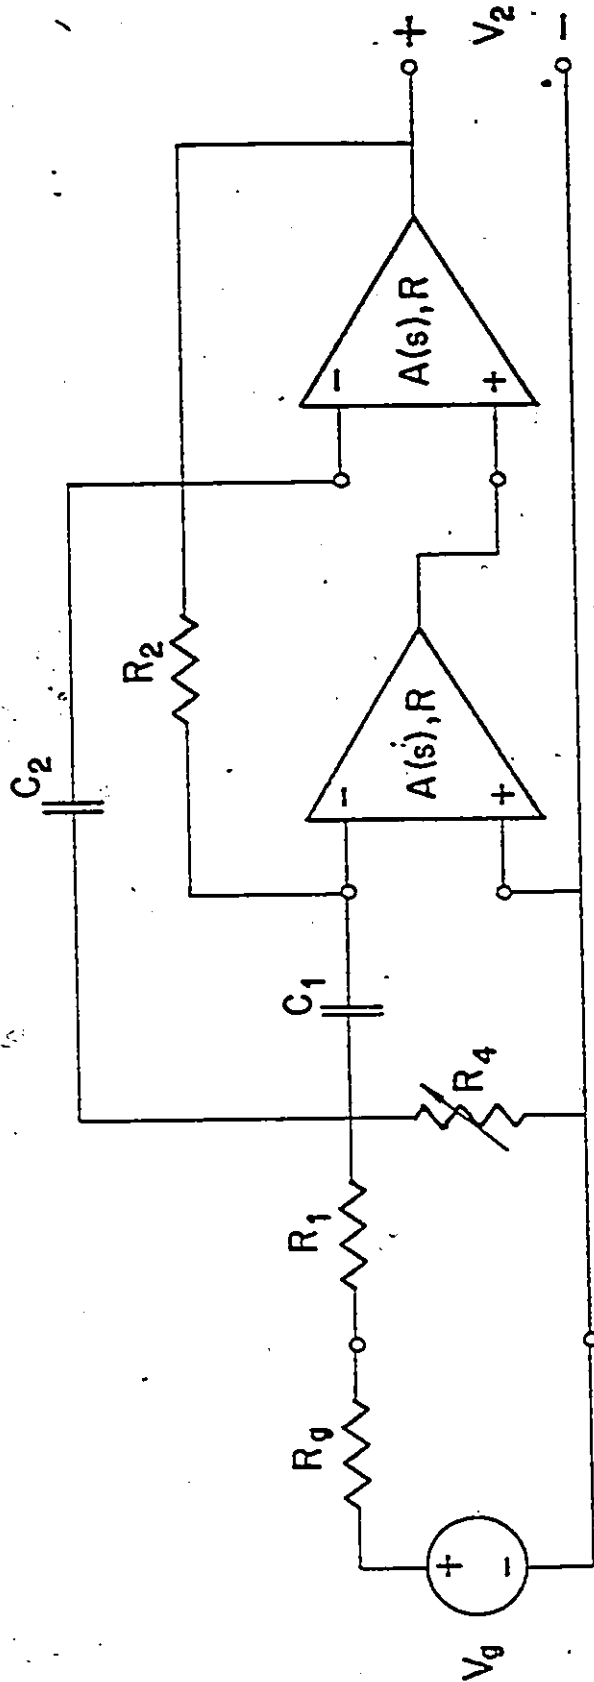 C2
R2
V2
+
−
A(s), R
−
+
A(s), R
−
+
C1
R4
R1
Rg
Vg
+
−